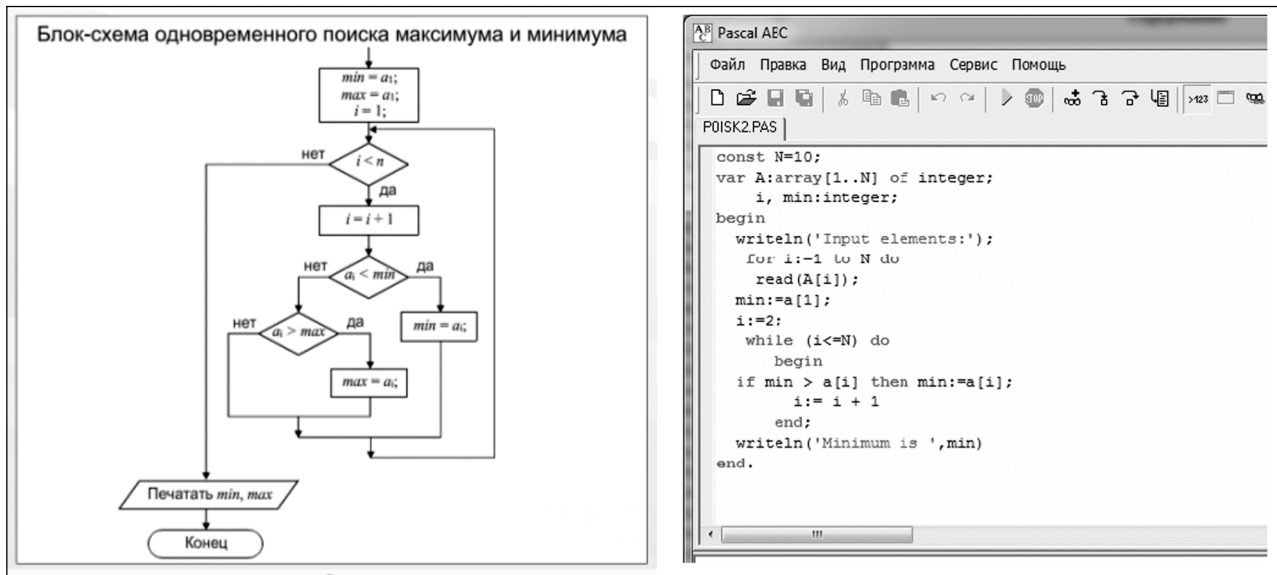 Блок-схема одновременного поиска максимума и минимума
min = a₁;
max = a₁;
i = 1;
нет
i < n
да
i = i + 1
нет
aᵢ < min
да
нет
aᵢ > max
да
min = aᵢ;
max = aᵢ;
Печатать min, max
Конец
Pascal ABC
Файл Правка Вид Программа Сервис Помощь
P0ISK2.PAS
const N=10;
var A:array[1..N] of integer;
i, min:integer;
begin
writeln('Input elements:');
for i:=1 to N do
read(A[i]);
min:=a[1];
i:=2;
while (i<=N) do
begin
if min > a[i] then min:=a[i];
i:= i + 1
end;
writeln('Minimum is ',min)
end.